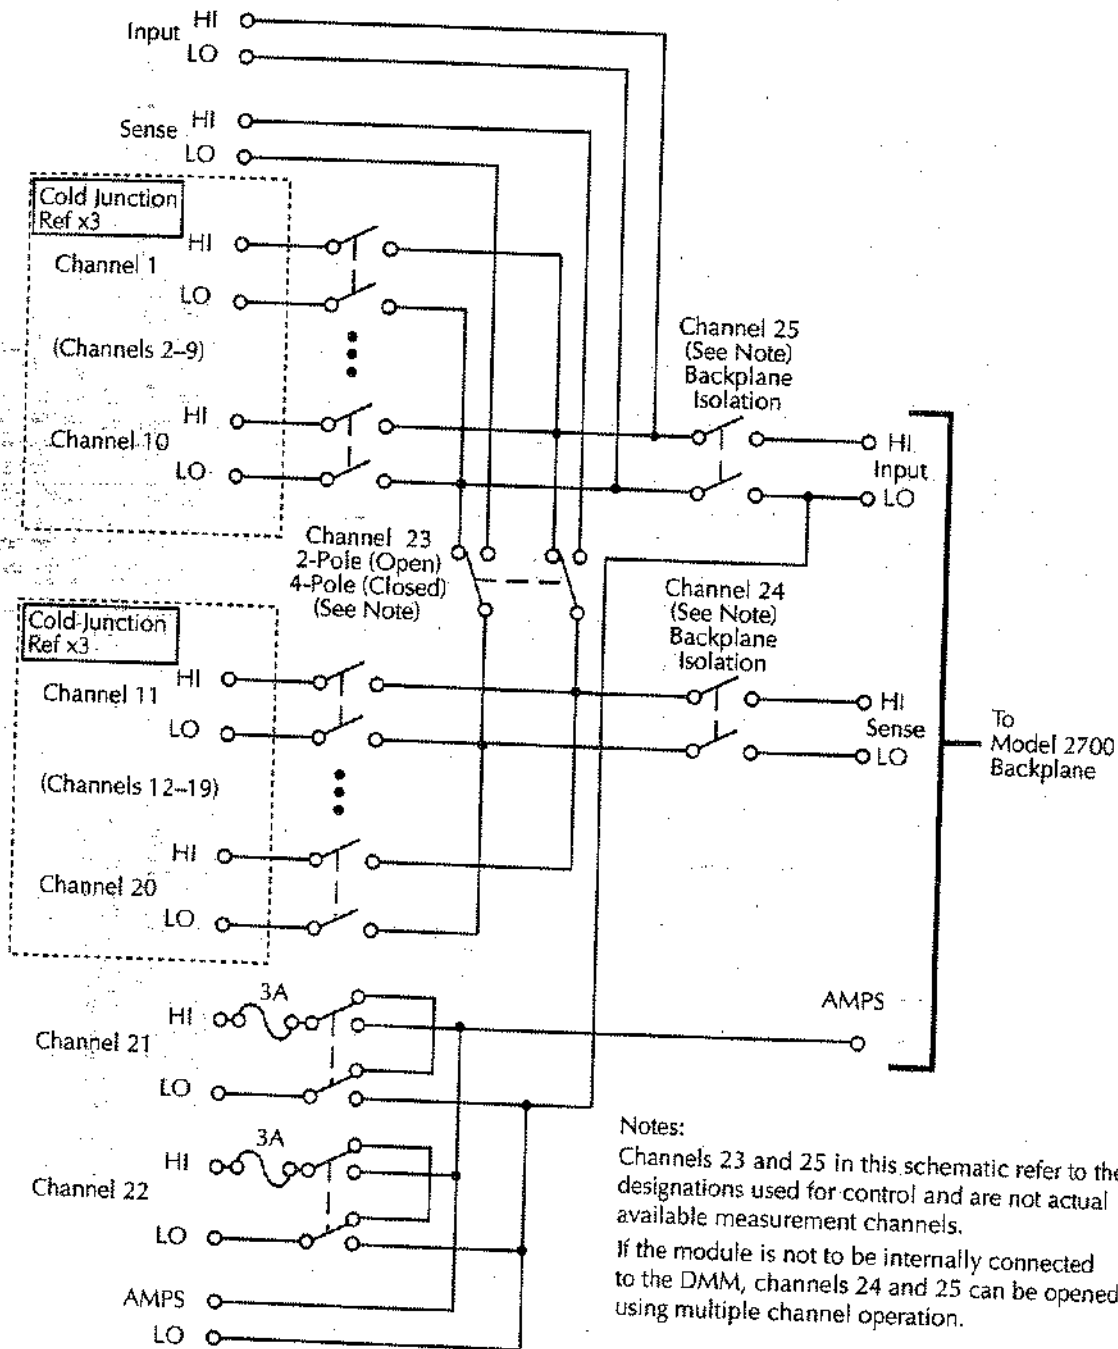 Input HI
LO
Sense HI
LO
Cold Junction
Ref x3
HI
Channel 1
LO
(Channels 2–9)
HI
Channel 10
LO
Channel 25
(See Note)
Backplane
Isolation
HI
Input
LO
Channel 23
2-Pole (Open)
4-Pole (Closed)
(See Note)
Channel 24
(See Note)
Backplane
Isolation
Cold Junction
Ref x3
HI
Channel 11
LO
(Channels 12–19)
HI
Channel 20
LO
HI
Sense
LO
To
Model 2700
Backplane
AMPS
3A
HI
Channel 21
LO
3A
HI
Channel 22
LO
AMPS
LO
Notes:
Channels 23 and 25 in this schematic refer to the
designations used for control and are not actual
available measurement channels.
If the module is not to be internally connected
to the DMM, channels 24 and 25 can be opened
using multiple channel operation.